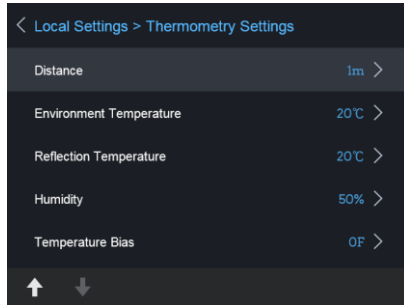 Local Settings > Thermometry Settings
Distance 1m
Environment Temperature 20℃
Reflection Temperature 20℃
Humidity 50%
Temperature Bias 0F